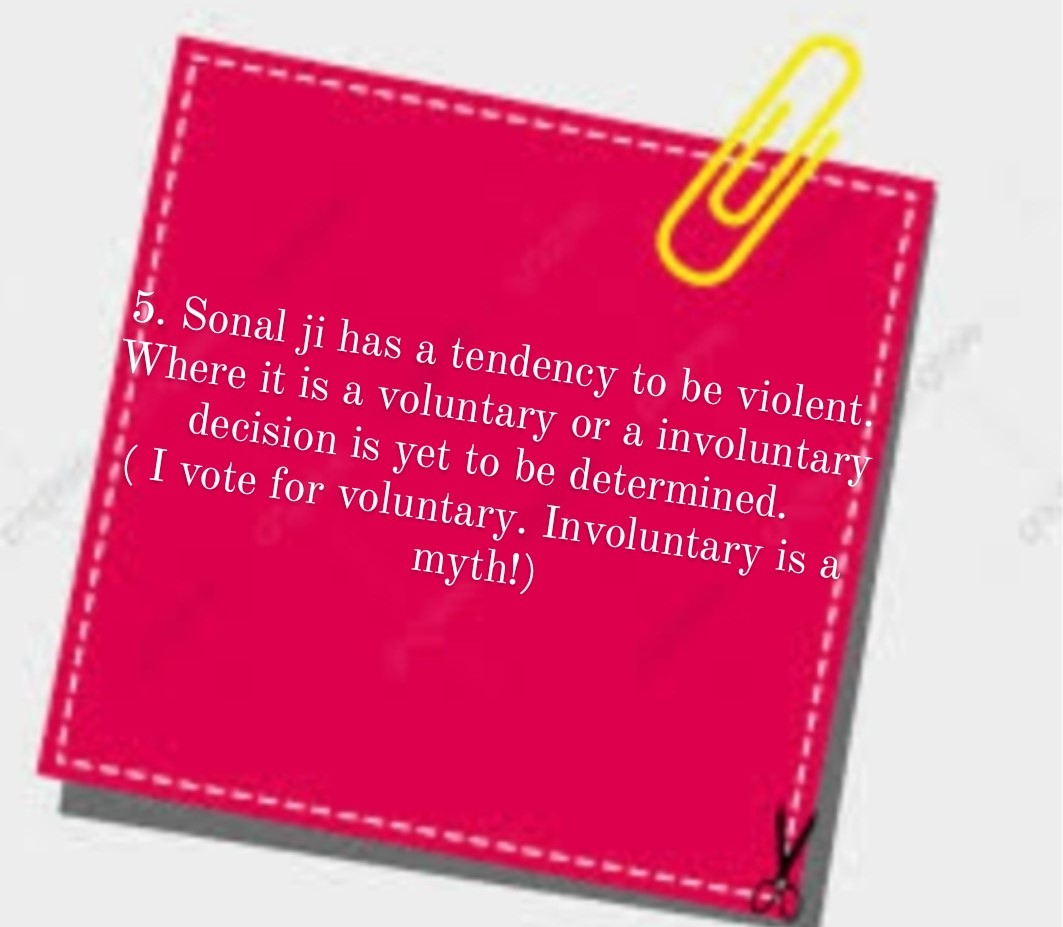 5. Sonal ji has a tendency to be violent.
Where it is a voluntary or a involuntary
decision is yet to be determined.
( I vote for voluntary. Involuntary is a
myth!)